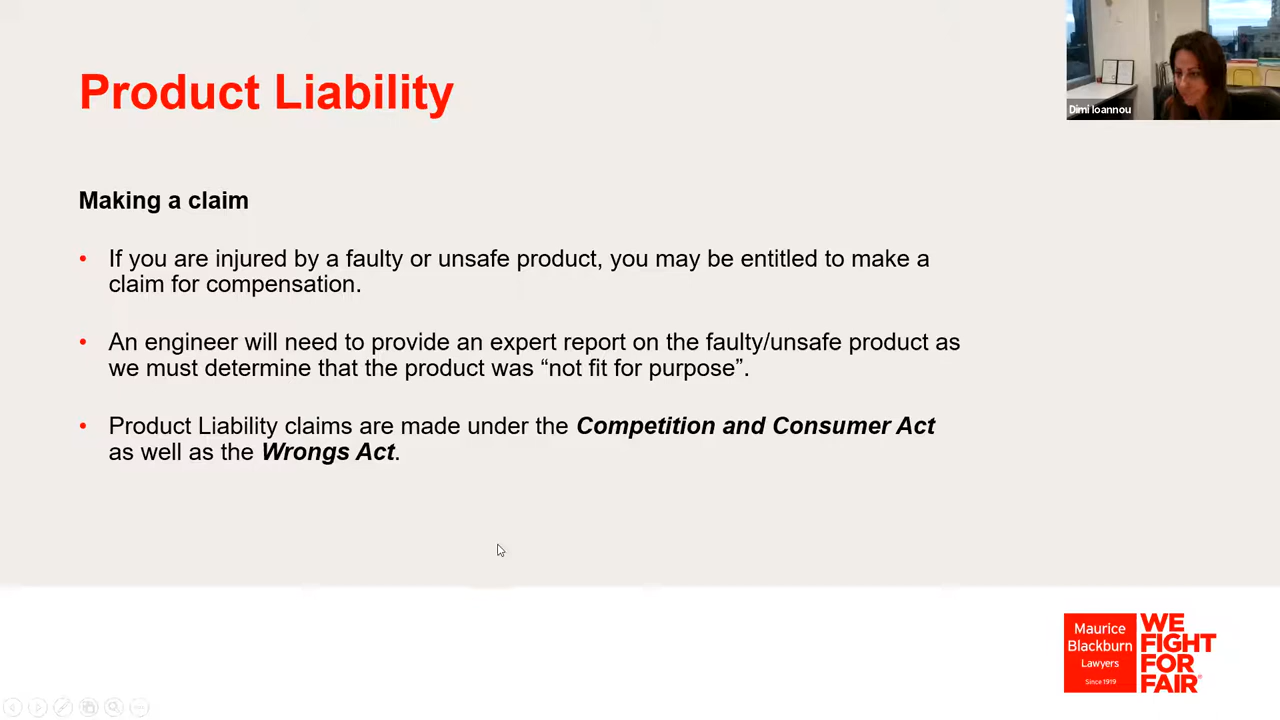 Product Liability
Dimi Ioannou
Making a claim
• If you are injured by a faulty or unsafe product, you may be entitled to make a
claim for compensation.
• An engineer will need to provide an expert report on the faulty/unsafe product as
we must determine that the product was “not fit for purpose”.
• Product Liability claims are made under the Competition and Consumer Act
as well as the Wrongs Act.
Maurice
Blackburn
Lawyers
Since 1919
WE
FIGHT
FOR
FAIR